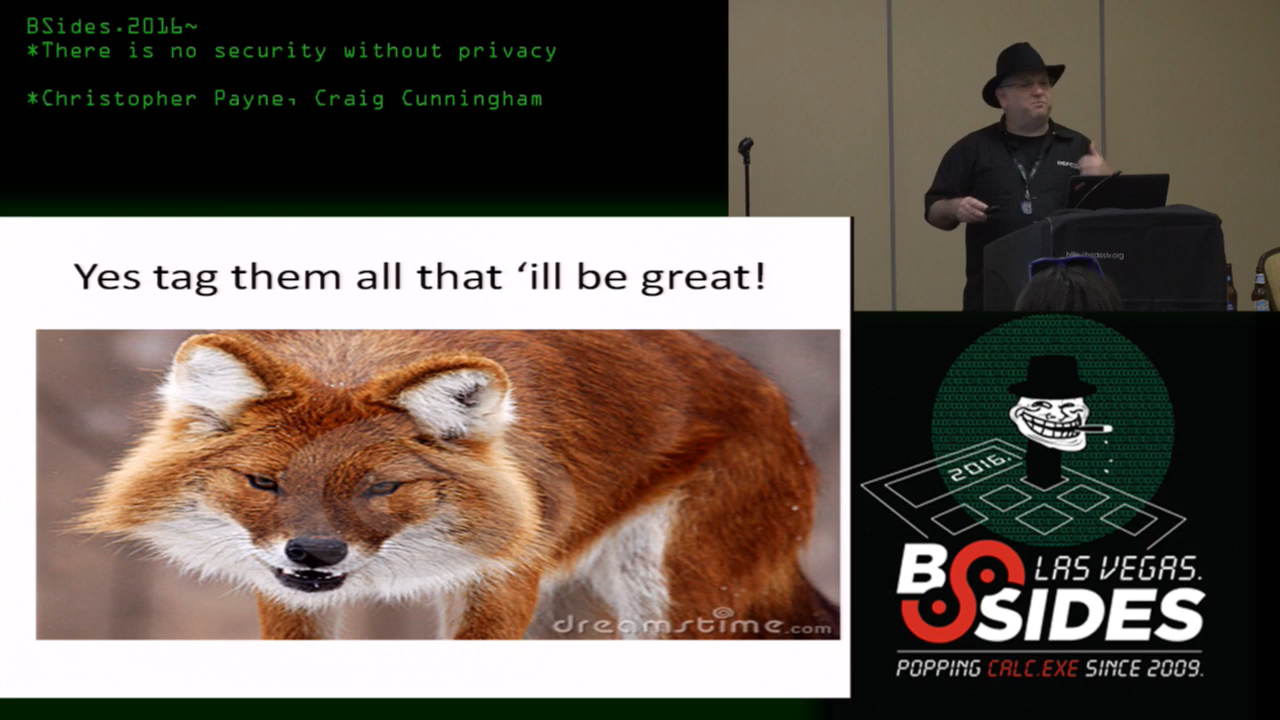 BSides.2016~
*There is no security without privacy
*Christopher Payne, Craig Cunningham
Yes tag them all that ‘ill be great!
dreamstime.com
2016.
BSIDES
LAS VEGAS.
POPPING CALC.EXE SINCE 2009.